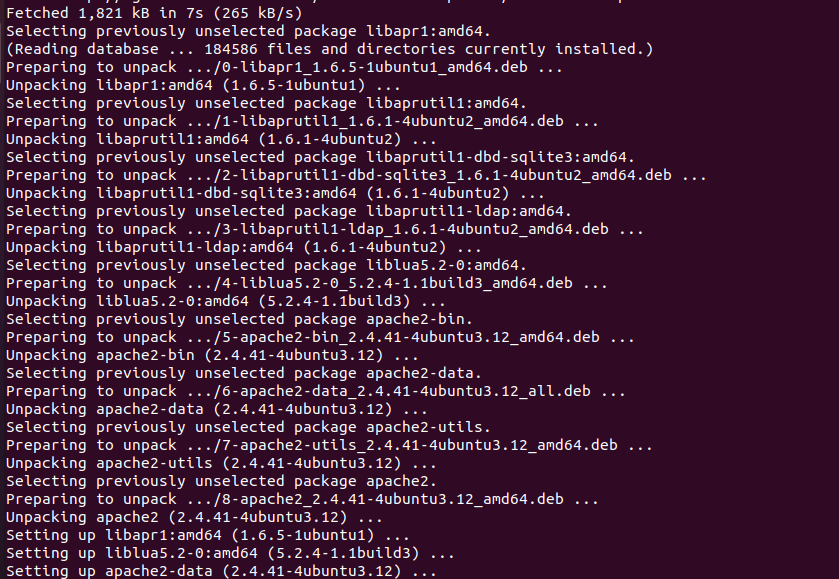 Fetched 1,821 kB in 7s (265 kB/s)
Selecting previously unselected package libapr1:amd64.
(Reading database ... 184586 files and directories currently installed.)
Preparing to unpack .../0-libapr1_1.6.5-1ubuntu1_amd64.deb ...
Unpacking libapr1:amd64 (1.6.5-1ubuntu1) ...
Selecting previously unselected package libaprutil1:amd64.
Preparing to unpack .../1-libaprutil1_1.6.1-4ubuntu2_amd64.deb ...
Unpacking libaprutil1:amd64 (1.6.1-4ubuntu2) ...
Selecting previously unselected package libaprutil1-dbd-sqlite3:amd64.
Preparing to unpack .../2-libaprutil1-dbd-sqlite3_1.6.1-4ubuntu2_amd64.deb ...
Unpacking libaprutil1-dbd-sqlite3:amd64 (1.6.1-4ubuntu2) ...
Selecting previously unselected package libaprutil1-ldap:amd64.
Preparing to unpack .../3-libaprutil1-ldap_1.6.1-4ubuntu2_amd64.deb ...
Unpacking libaprutil1-ldap:amd64 (1.6.1-4ubuntu2) ...
Selecting previously unselected package liblua5.2-0:amd64.
Preparing to unpack .../4-liblua5.2-0_5.2.4-1.1build3_amd64.deb ...
Unpacking liblua5.2-0:amd64 (5.2.4-1.1build3) ...
Selecting previously unselected package apache2-bin.
Preparing to unpack .../5-apache2-bin_2.4.41-4ubuntu3.12_amd64.deb ...
Unpacking apache2-bin (2.4.41-4ubuntu3.12) ...
Selecting previously unselected package apache2-data.
Preparing to unpack .../6-apache2-data_2.4.41-4ubuntu3.12_all.deb ...
Unpacking apache2-data (2.4.41-4ubuntu3.12) ...
Selecting previously unselected package apache2-utils.
Preparing to unpack .../7-apache2-utils_2.4.41-4ubuntu3.12_amd64.deb ...
Unpacking apache2-utils (2.4.41-4ubuntu3.12) ...
Selecting previously unselected package apache2.
Preparing to unpack .../8-apache2_2.4.41-4ubuntu3.12_amd64.deb ...
Unpacking apache2 (2.4.41-4ubuntu3.12) ...
Setting up libapr1:amd64 (1.6.5-1ubuntu1) ...
Setting up liblua5.2-0:amd64 (5.2.4-1.1build3) ...
Setting up apache2-data (2.4.41-4ubuntu3.12) ...